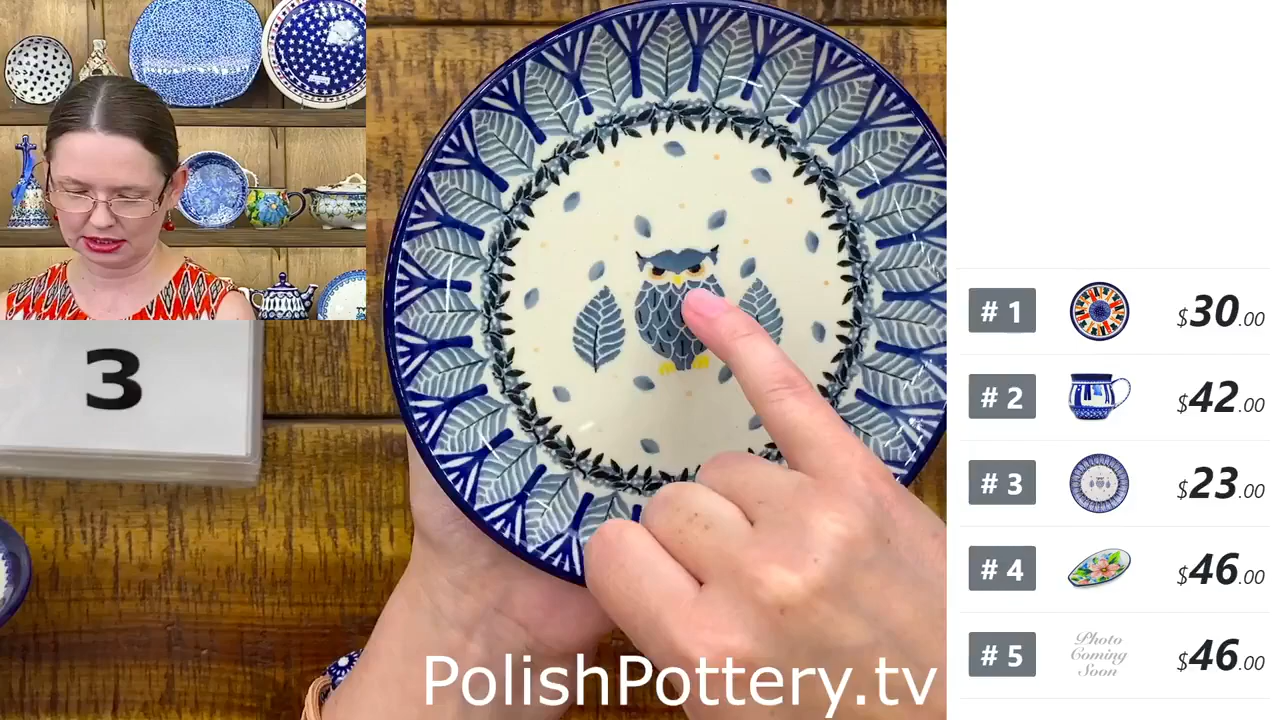 3
PolishPottery.tv
# 1 $30.00
# 2 $42.00
# 3 $23.00
# 4 $46.00
# 5 Photo Coming Soon $46.00